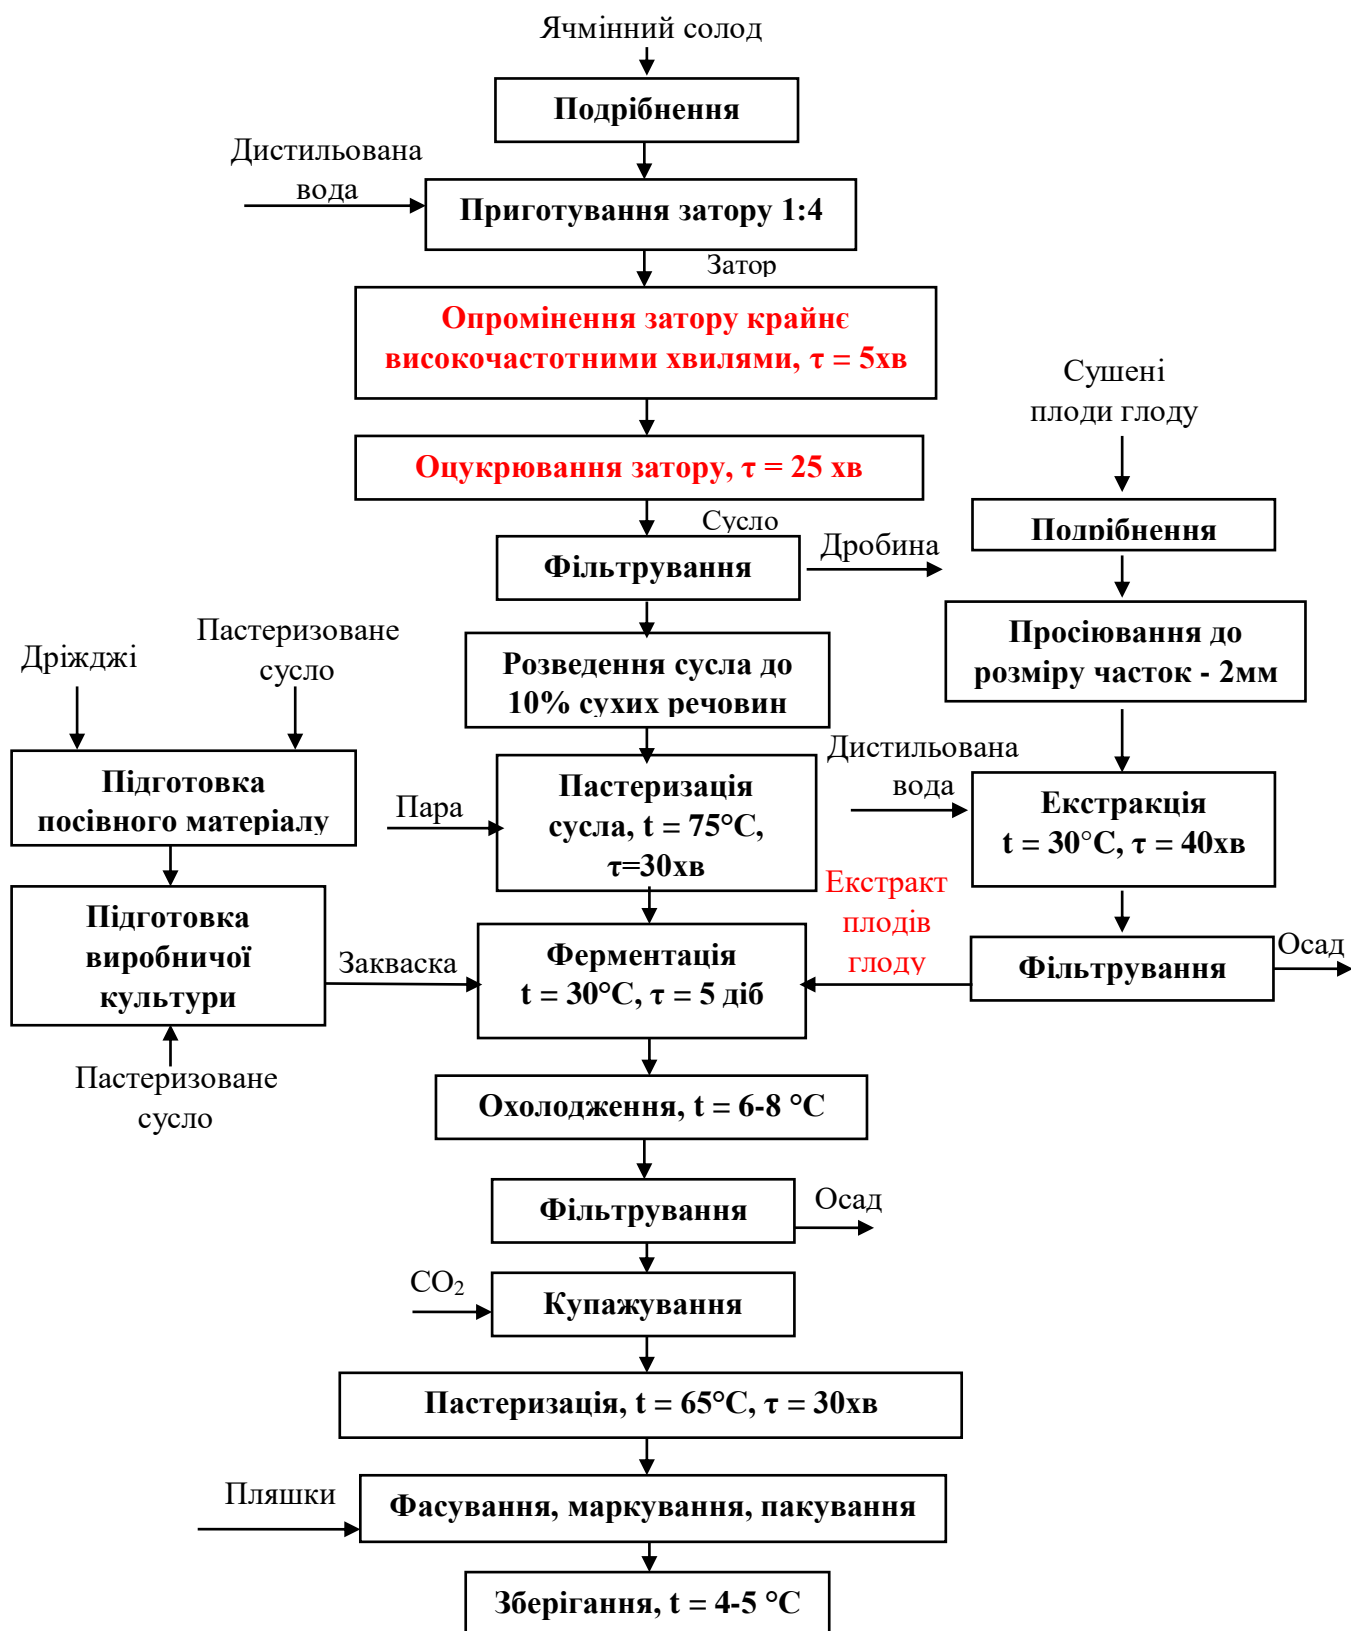 Ячмінний солод
Подрібнення
Дистильована
вода
Приготування затору 1:4
Затор
Опромінення затору крайнє
високочастотними хвилями, τ = 5хв
Оцукрювання затору, τ = 25 хв
Сусло
Фільтрування
Дробина
Сушені
плоди глоду
Подрібнення
Просіювання до
розміру часток - 2мм
Розведення сусла до
10% сухих речовин
Дріжджі
Пастеризоване
сусло
Підготовка
посівного матеріалу
Пара
Пастеризація
сусла, t = 75°С,
τ=30хв
Дистильована
вода
Екстракція
t = 30°С, τ = 40хв
Підготовка
виробничої
культури
Закваска
Ферментація
t = 30°С, τ = 5 діб
Екстракт
плодів
глоду
Фільтрування
Осад
Пастеризоване
сусло
Охолодження, t = 6-8 °С
Фільтрування
Осад
СО₂
Купажування
Пастеризація, t = 65°С, τ = 30хв
Пляшки
Фасування, маркування, пакування
Зберігання, t = 4-5 °С